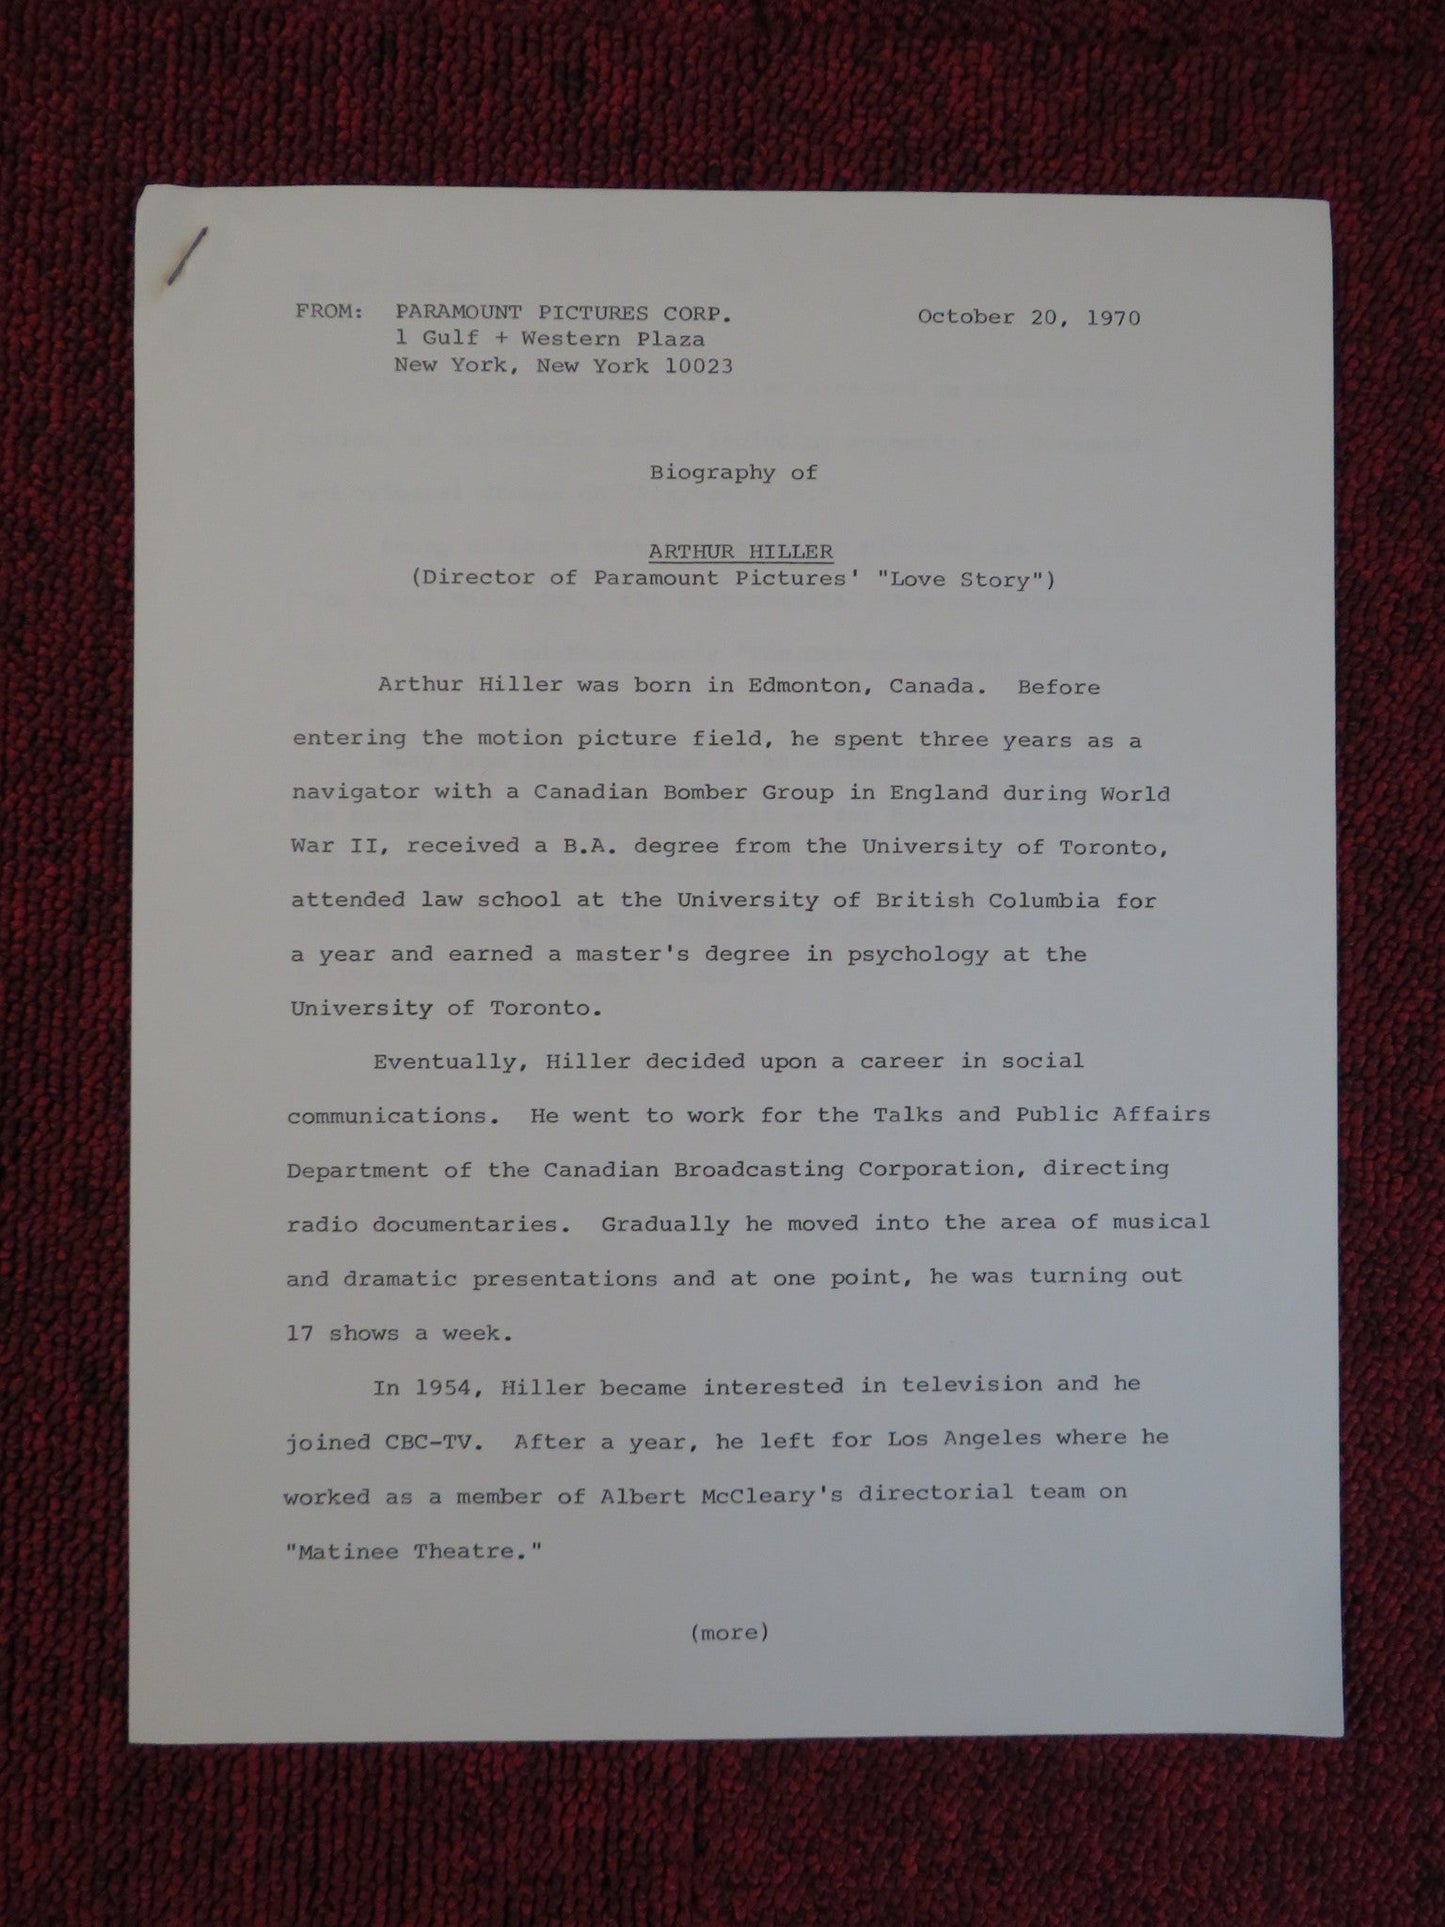 FROM: PARAMOUNT PICTURES CORP. October 20, 1970
1 Gulf + Western Plaza
New York, New York 10023
Biography of
ARTHUR HILLER
(Director of Paramount Pictures' "Love Story")
Arthur Hiller was born in Edmonton, Canada. Before
entering the motion picture field, he spent three years as a
navigator with a Canadian Bomber Group in England during World
War II, received a B.A. degree from the University of Toronto,
attended law school at the University of British Columbia for
a year and earned a master's degree in psychology at the
University of Toronto.
Eventually, Hiller decided upon a career in social
communications. He went to work for the Talks and Public Affairs
Department of the Canadian Broadcasting Corporation, directing
radio documentaries. Gradually he moved into the area of musical
and dramatic presentations and at one point, he was turning out
17 shows a week.
In 1954, Hiller became interested in television and he
joined CBC-TV. After a year, he left for Los Angeles where he
worked as a member of Albert McCleary's directorial team on
"Matinee Theatre."
(more)